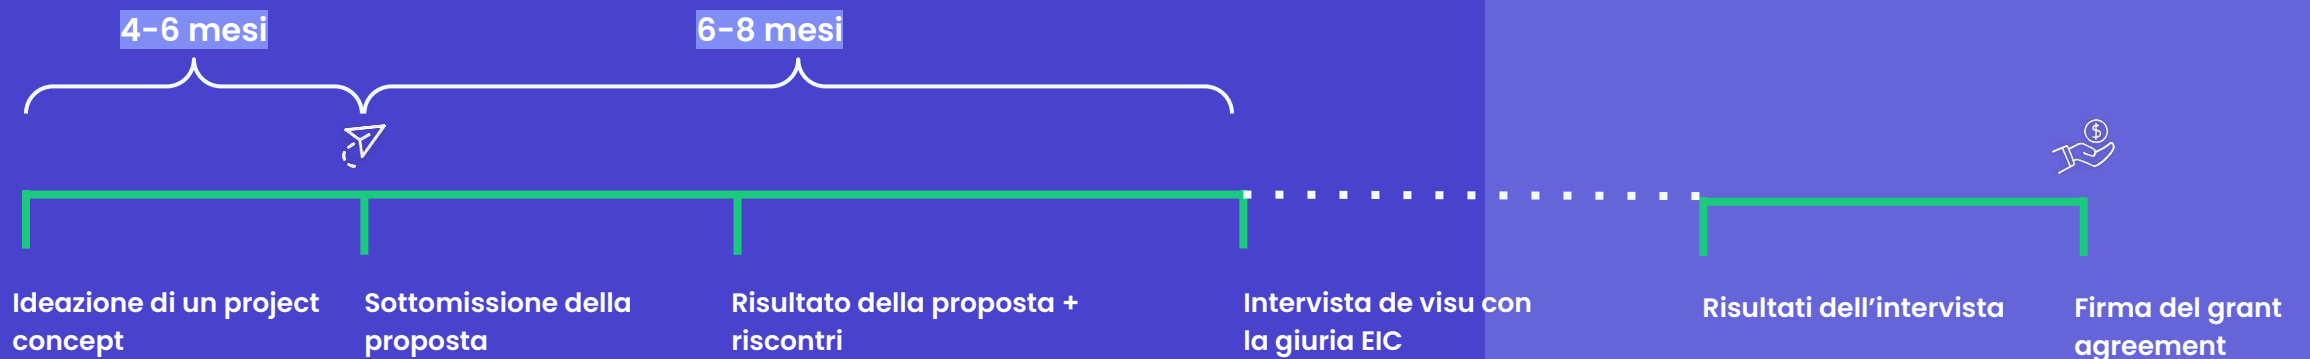 4-6 mesi
6-8 mesi
$
Ideazione di un project
concept
Sottomissione della
proposta
Risultato della proposta +
riscontri
Intervista de visu con
la giuria EIC
Risultati dell’intervista
Firma del grant
agreement